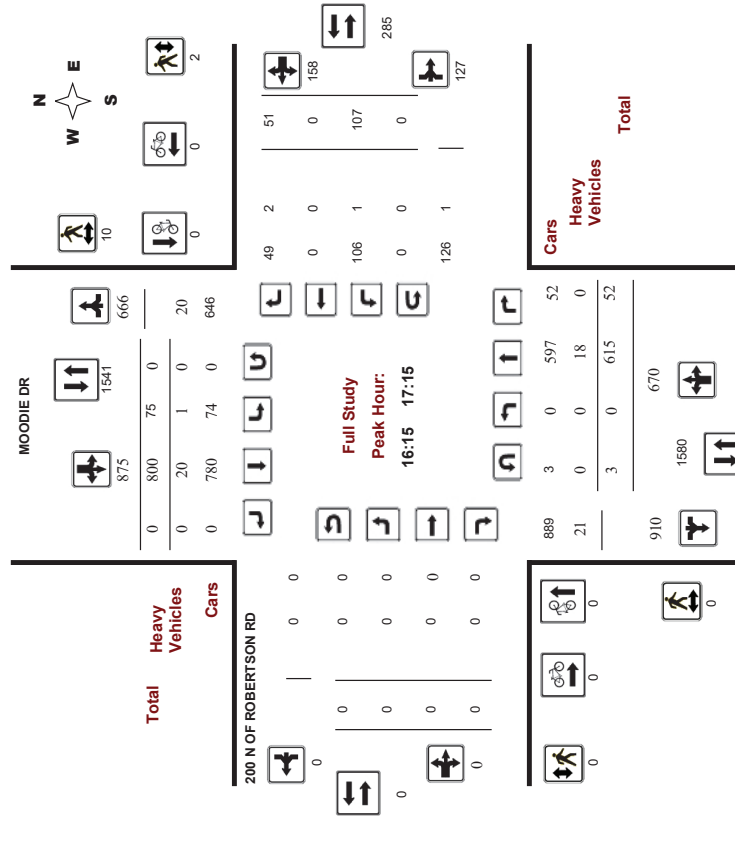 MOODIE DR
N
W E
S
2
10
0
0
1541
666
875
800 75 0
0
20 1 0 20
0
780 74 0 646
0
285
158
127
51
0
107
0
2
0
1
0
1
49
0
106
0
126
Full Study
Peak Hour:
16:15 17:15
Total
Heavy
Vehicles
Cars
200 N OF ROBERTSON RD
0 0
0 0 0
0 0 0
0 0 0
0 0 0
0
0
0
Cars
Heavy
Vehicles
Total
889 3 0 597 52
21 0 0 18 0
3 0 615 52
910
670
1580
0
0
0
0